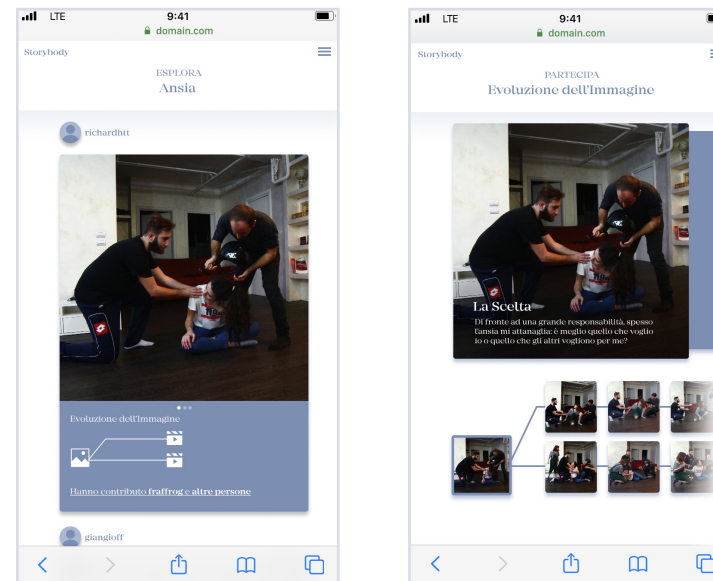 LTE 9:41
domain.com
Storybody
ESPLORA
Ansia
richardhtt
Evoluzione dell'Immagine
Hanno contributo fraffrog e altre persone
giangioff
LTE 9:41
domain.com
Storybody
PARTECIPA
Evoluzione dell'Immagine
La Scelta
Di fronte ad una grande responsabilità, spesso
l'ansia mi attanaglia: è meglio quello che voglio
io o quello che gli altri vogliono per me?